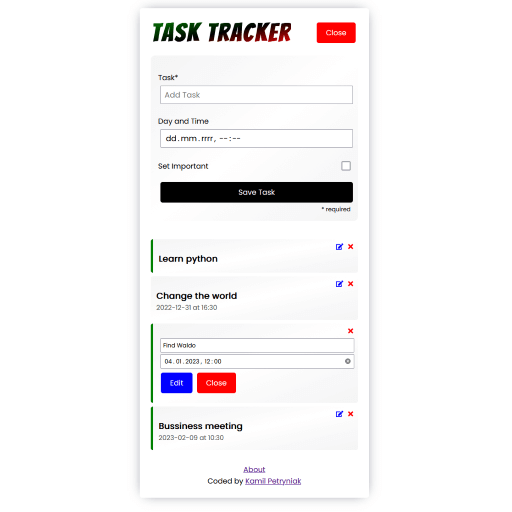 TASK TRACKER
Close
Task*
Add Task
Day and Time
dd.mm.rrrr, --:--
Set Important
Save Task
* required
Learn python
Change the world
2022-12-31 at 16:30
Find Waldo
04.01.2023, 12:00
Edit Close
Bussiness meeting
2023-02-09 at 10:30
About
Coded by Kamil Petryniak